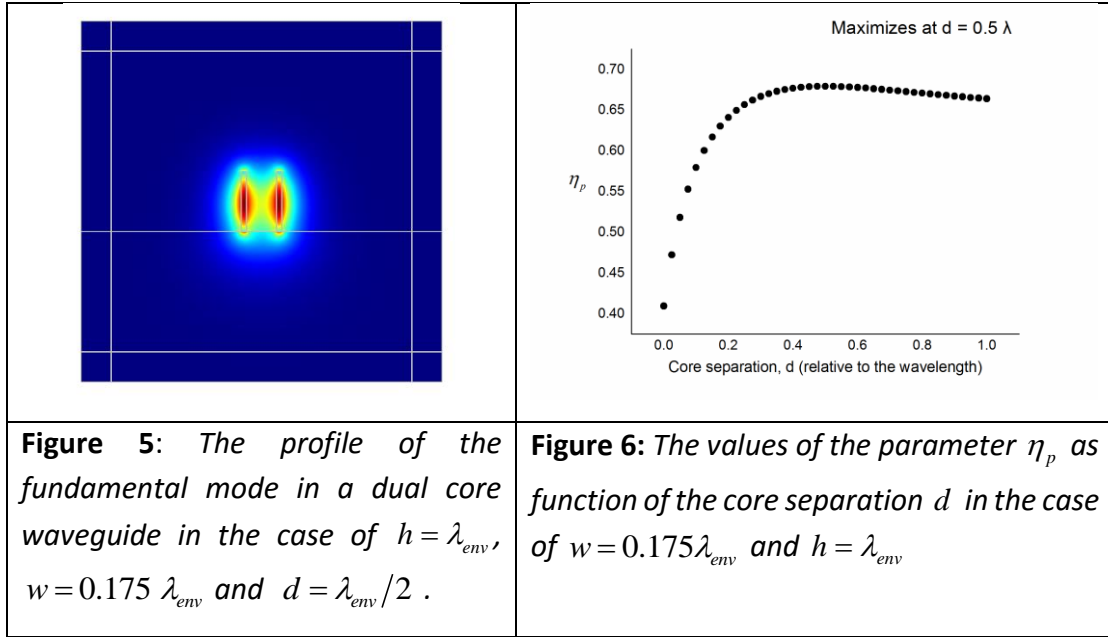 Maximizes at d = 0.5 λ
0.70
0.65
0.60
η_p
0.55
0.50
0.45
0.40
0.0 0.2 0.4 0.6 0.8 1.0
Core separation, d (relative to the wavelength)
Figure 5: The profile of the
fundamental mode in a dual core
waveguide in the case of h = λ_env,
w = 0.175 λ_env and d = λ_env/2 .
Figure 6: The values of the parameter η_p as
function of the core separation d in the case
of w = 0.175λ_env and h = λ_env